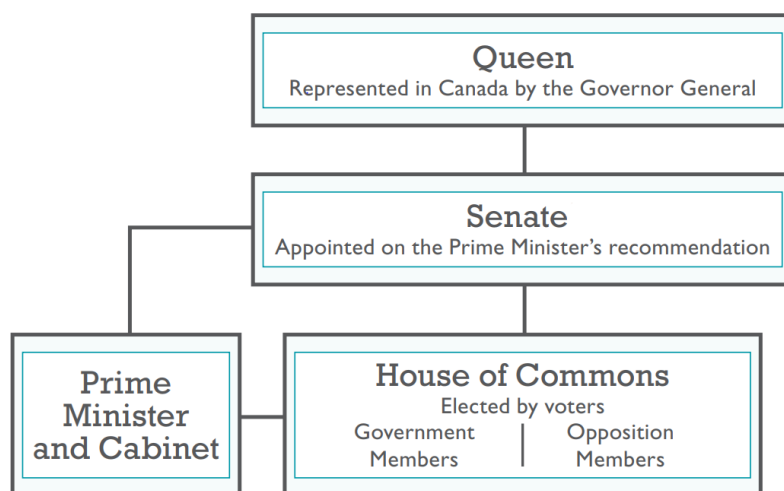 Queen
Represented in Canada by the Governor General
Senate
Appointed on the Prime Minister’s recommendation
Prime
Minister
and Cabinet
House of Commons
Elected by voters
Government
Members
Opposition
Members